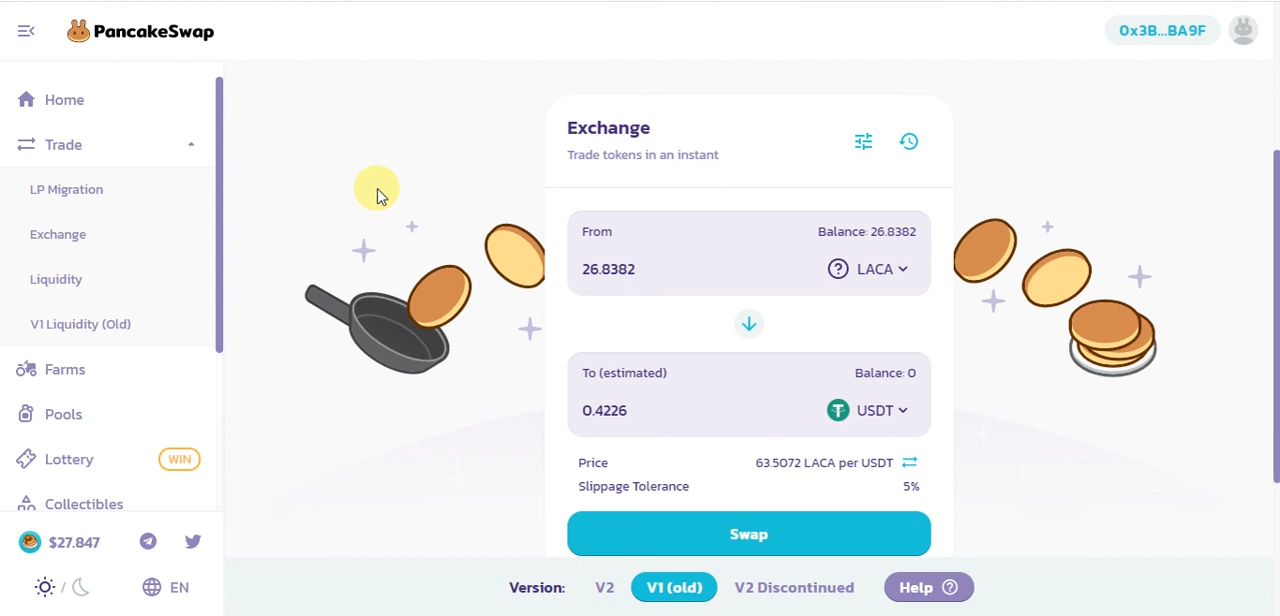 PancakeSwap
0x3B...BA9F
Home
Trade
LP Migration
Exchange
Liquidity
V1 Liquidity (Old)
Farms
Pools
Lottery
WIN
Collectibles
$27.847
EN
Exchange
Trade tokens in an instant
From
Balance: 26.8382
26.8382
LACA
To (estimated)
Balance: 0
0.4226
USDT
Price
63.5072 LACA per USDT
Slippage Tolerance
5%
Swap
Version:
V2
V1 (old)
V2 Discontinued
Help